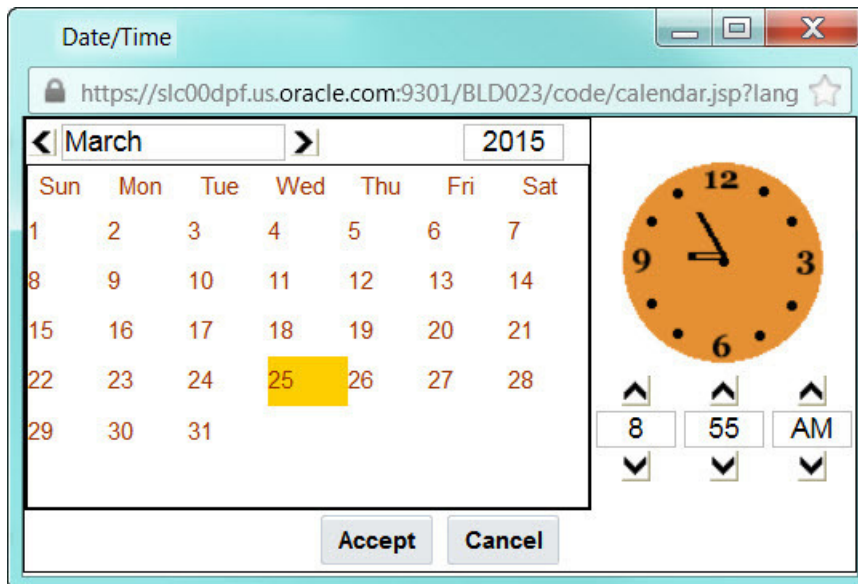 Date/Time
https://slc00dpf.us.oracle.com:9301/BLD023/code/calendar.jsp?lang
March 2015
Sun Mon Tue Wed Thu Fri Sat
1 2 3 4 5 6 7
8 9 10 11 12 13 14
15 16 17 18 19 20 21
22 23 24 25 26 27 28
29 30 31
12
9 3
6
8 55 AM
Accept Cancel